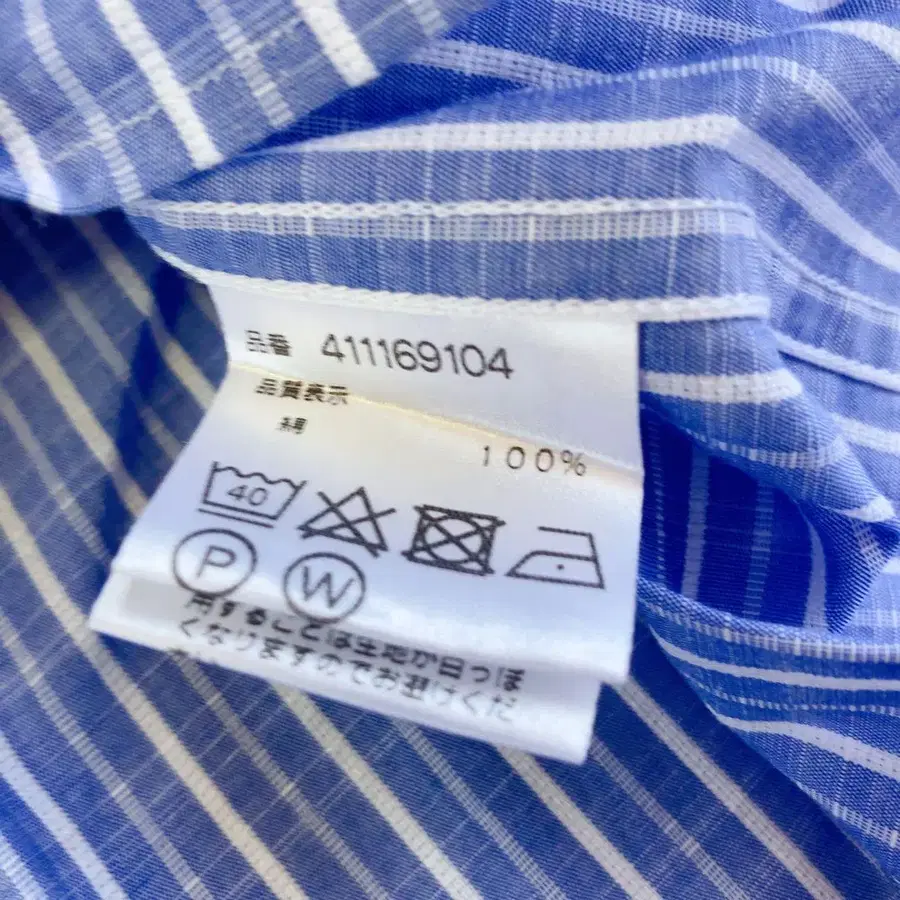 品番 411169104
品質表示
100%
40
P W
用することは生地が白っぽ
くなりますのでお避けくだ